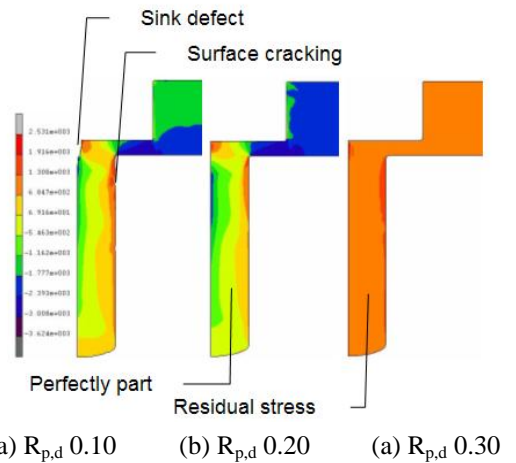 Sink defect
Surface cracking
2.531e+003
1.916e+003
1.300e+003
6.847e+002
6.916e+001
-5.463e+002
-1.162e+003
-1.777e+003
-2.393e+003
-3.008e+003
-3.624e+003
Perfectly part
Residual stress
a) Rp,d 0.10 (b) Rp,d 0.20 (a) Rp,d 0.30